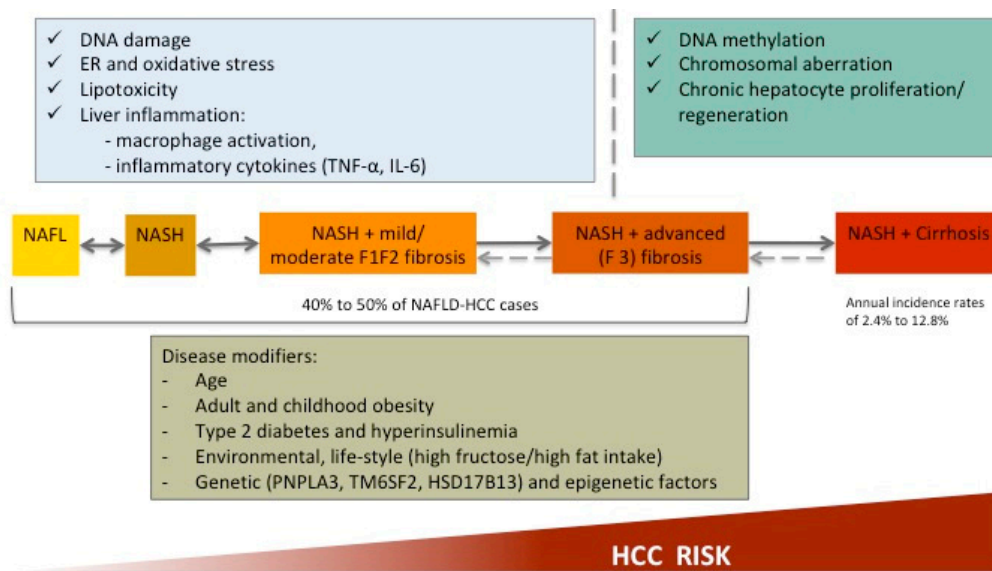 ✓ DNA damage
✓ ER and oxidative stress
✓ Lipotoxicity
✓ Liver inflammation:
- macrophage activation,
- inflammatory cytokines (TNF-α, IL-6)
✓ DNA methylation
✓ Chromosomal aberration
✓ Chronic hepatocyte proliferation/
regeneration
NAFL
NASH
NASH + mild/
moderate F1F2 fibrosis
NASH + advanced
(F 3) fibrosis
NASH + Cirrhosis
40% to 50% of NAFLD-HCC cases
Annual incidence rates
of 2.4% to 12.8%
Disease modifiers:
- Age
- Adult and childhood obesity
- Type 2 diabetes and hyperinsulinemia
- Environmental, life-style (high fructose/high fat intake)
- Genetic (PNPLA3, TM6SF2, HSD17B13) and epigenetic factors
HCC RISK